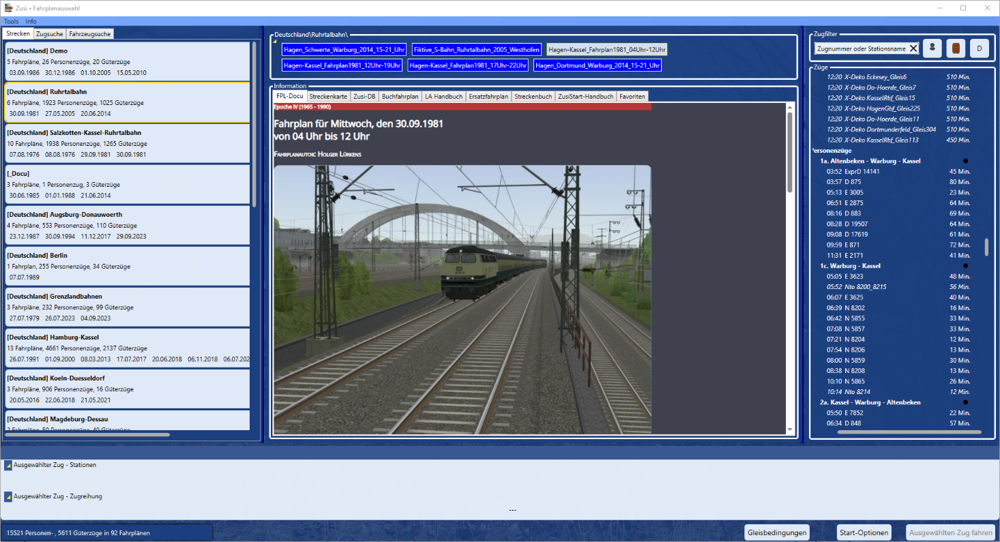 Zusi • Fahrplanauswahl
Tools Info
Strecken Zugsuche Fahrzeugsuche
[Deutschland] Demo
5 Fahrpläne, 26 Personenzüge, 20 Güterzüge
03.09.1986 30.12.1986 01.10.2005 15.05.2010
[Deutschland] Ruhrtalbahn
6 Fahrpläne, 1923 Personenzüge, 1025 Güterzüge
30.09.1981 27.05.2005 20.06.2014
[Deutschland] Salzkotten-Kassel-Ruhrtalbahn
10 Fahrpläne, 1938 Personenzüge, 1265 Güterzüge
07.08.1976 08.08.1976 29.09.1981 30.09.1981
[_Docu]
3 Fahrpläne, 1 Personenzug, 3 Güterzüge
30.06.1985 01.01.1988 21.06.2014
[Deutschland] Augsburg-Donauwoerth
4 Fahrpläne, 553 Personenzüge, 110 Güterzüge
23.12.1987 30.09.1994 11.12.2017 29.09.2023
[Deutschland] Berlin
1 Fahrplan, 255 Personenzüge, 34 Güterzüge
07.07.1989
[Deutschland] Grenzlandbahnen
3 Fahrpläne, 232 Personenzüge, 99 Güterzüge
27.07.1979 26.07.2023 04.09.2023
[Deutschland] Hamburg-Kassel
13 Fahrpläne, 4661 Personenzüge, 2137 Güterzüge
26.07.1991 01.09.2000 08.03.2013 17.07.2017 20.06.2018 06.11.2018 06.07.202
[Deutschland] Koeln-Duesseldorf
3 Fahrpläne, 906 Personenzüge, 16 Güterzüge
20.05.2016 22.06.2018 21.05.2021
[Deutschland] Magdeburg-Dessau
2 Fahrpläne, 50 Personenzüge, 40 Güterzüge
Deutschland\Ruhrtalbahn\
Hagen_Schwerte_Warburg_2014_15-21_Uhr Fiktive_S-Bahn_Ruhrtalbahn_2005_Westhofen Hagen-Kassel_Fahrplan1981_04Uhr-12Uhr
Hagen-Kassel_Fahrplan1981_12Uhr-19Uhr Hagen-Kassel_Fahrplan1981_17Uhr-22Uhr Hagen_Dortmund_Warburg_2014_15-21_Uhr
Information
FPL-Docu Streckenkarte Zusi-DB Buchfahrplan LA Handbuch Ersatzfahrplan Streckenbuch ZusiStart-Handbuch Favoriten
Epoche IV (1965 - 1990)
Fahrplan für Mittwoch, den 30.09.1981
von 04 Uhr bis 12 Uhr
Fahrplanautor: Holger Lürkens
Zugfilter
Zugnummer oder Stationsname D
Züge
12:20 X-Deko Eckesey_Gleis6 510 Min.
12:20 X-Deko Do-Hoerde_Gleis7 510 Min.
12:20 X-Deko KasselRbf_Gleis15 510 Min.
12:20 X-Deko HagenGbf_Gleis225 510 Min.
12:20 X-Deko Do-Hoerde_Gleis11 510 Min.
12:20 X-Deko Dortmunderfeld_Gleis304 510 Min.
12:20 X-Deko KasselRbf_Gleis113 450 Min.
ersonenzüge
1a. Altenbeken - Warburg - Kassel
03:52 ExprD 14141 45 Min.
03:57 D 875 80 Min.
05:13 E 3005 23 Min.
06:51 E 2875 64 Min.
08:16 D 883 69 Min.
08:28 D 19507 64 Min.
09:08 D 17619 61 Min.
09:59 E 871 72 Min.
11:31 E 2171 41 Min.
1c. Warburg - Kassel
05:05 E 3623 48 Min.
05:52 Nto 8200_8215 56 Min.
06:07 E 3625 40 Min.
06:39 N 8202 16 Min.
06:42 N 5855 33 Min.
07:08 N 5857 33 Min.
07:21 N 8204 12 Min.
07:54 N 8206 13 Min.
08:00 N 5859 30 Min.
08:38 N 8208 13 Min.
10:10 N 5865 26 Min.
10:14 Nto 8214 12 Min.
2a. Kassel - Warburg - Altenbeken
05:50 E 7852 22 Min.
06:34 D 848 57 Min.
Ausgewählter Zug - Stationen
Ausgewählter Zug - Zugreihung
---
15521 Personen- , 5611 Güterzüge in 92 Fahrplänen
Gleisbedingungen Start-Optionen Ausgewählten Zug fahren